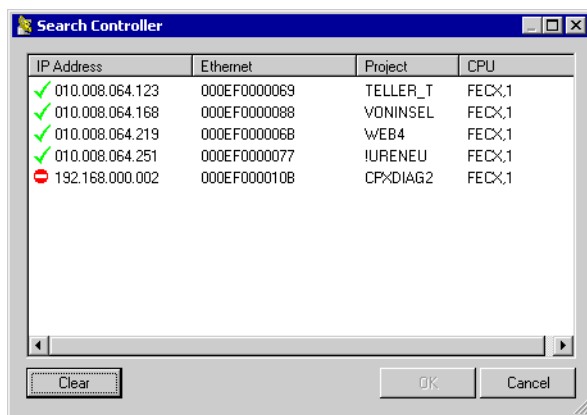 Search Controller
IP Address Ethernet Project CPU
010.008.064.123 000EF0000069 TELLER_T FECX,1
010.008.064.168 000EF0000088 VONINSEL FECX,1
010.008.064.219 000EF000006B WEB4 FECX,1
010.008.064.251 000EF0000077 !URENEU FECX,1
192.168.000.002 000EF000010B CPXDIAG2 FECX,1
Clear OK Cancel